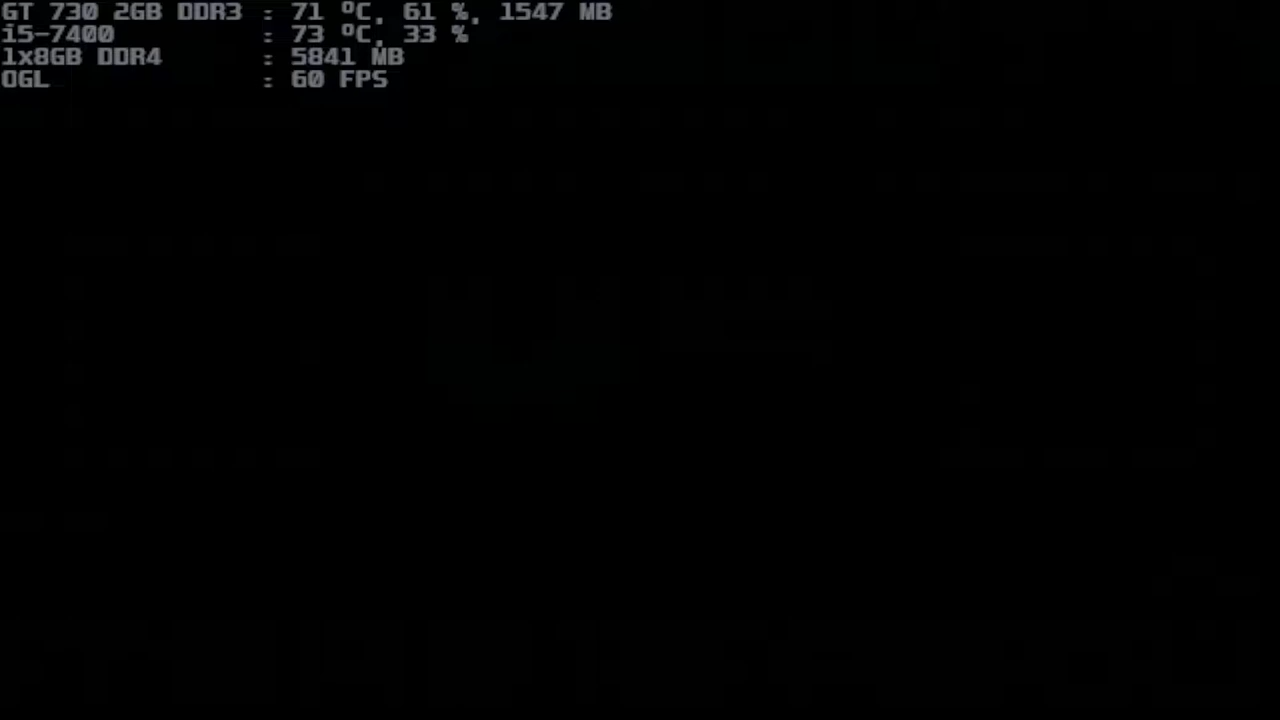 GT 730 2GB DDR3 : 71 ºC, 61 %, 1547 MB
i5-7400 : 73 ºC, 33 %
1x8GB DDR4 : 5841 MB
OGL : 60 FPS